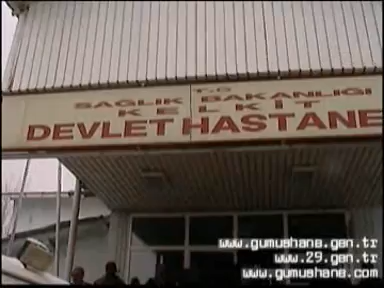 T.C
SAĞLIK BAKANLIĞI
KELKİT
DEVLET HASTANE
www.gumushane.gen.tr
www.29.gen.tr
www.gumushane.com